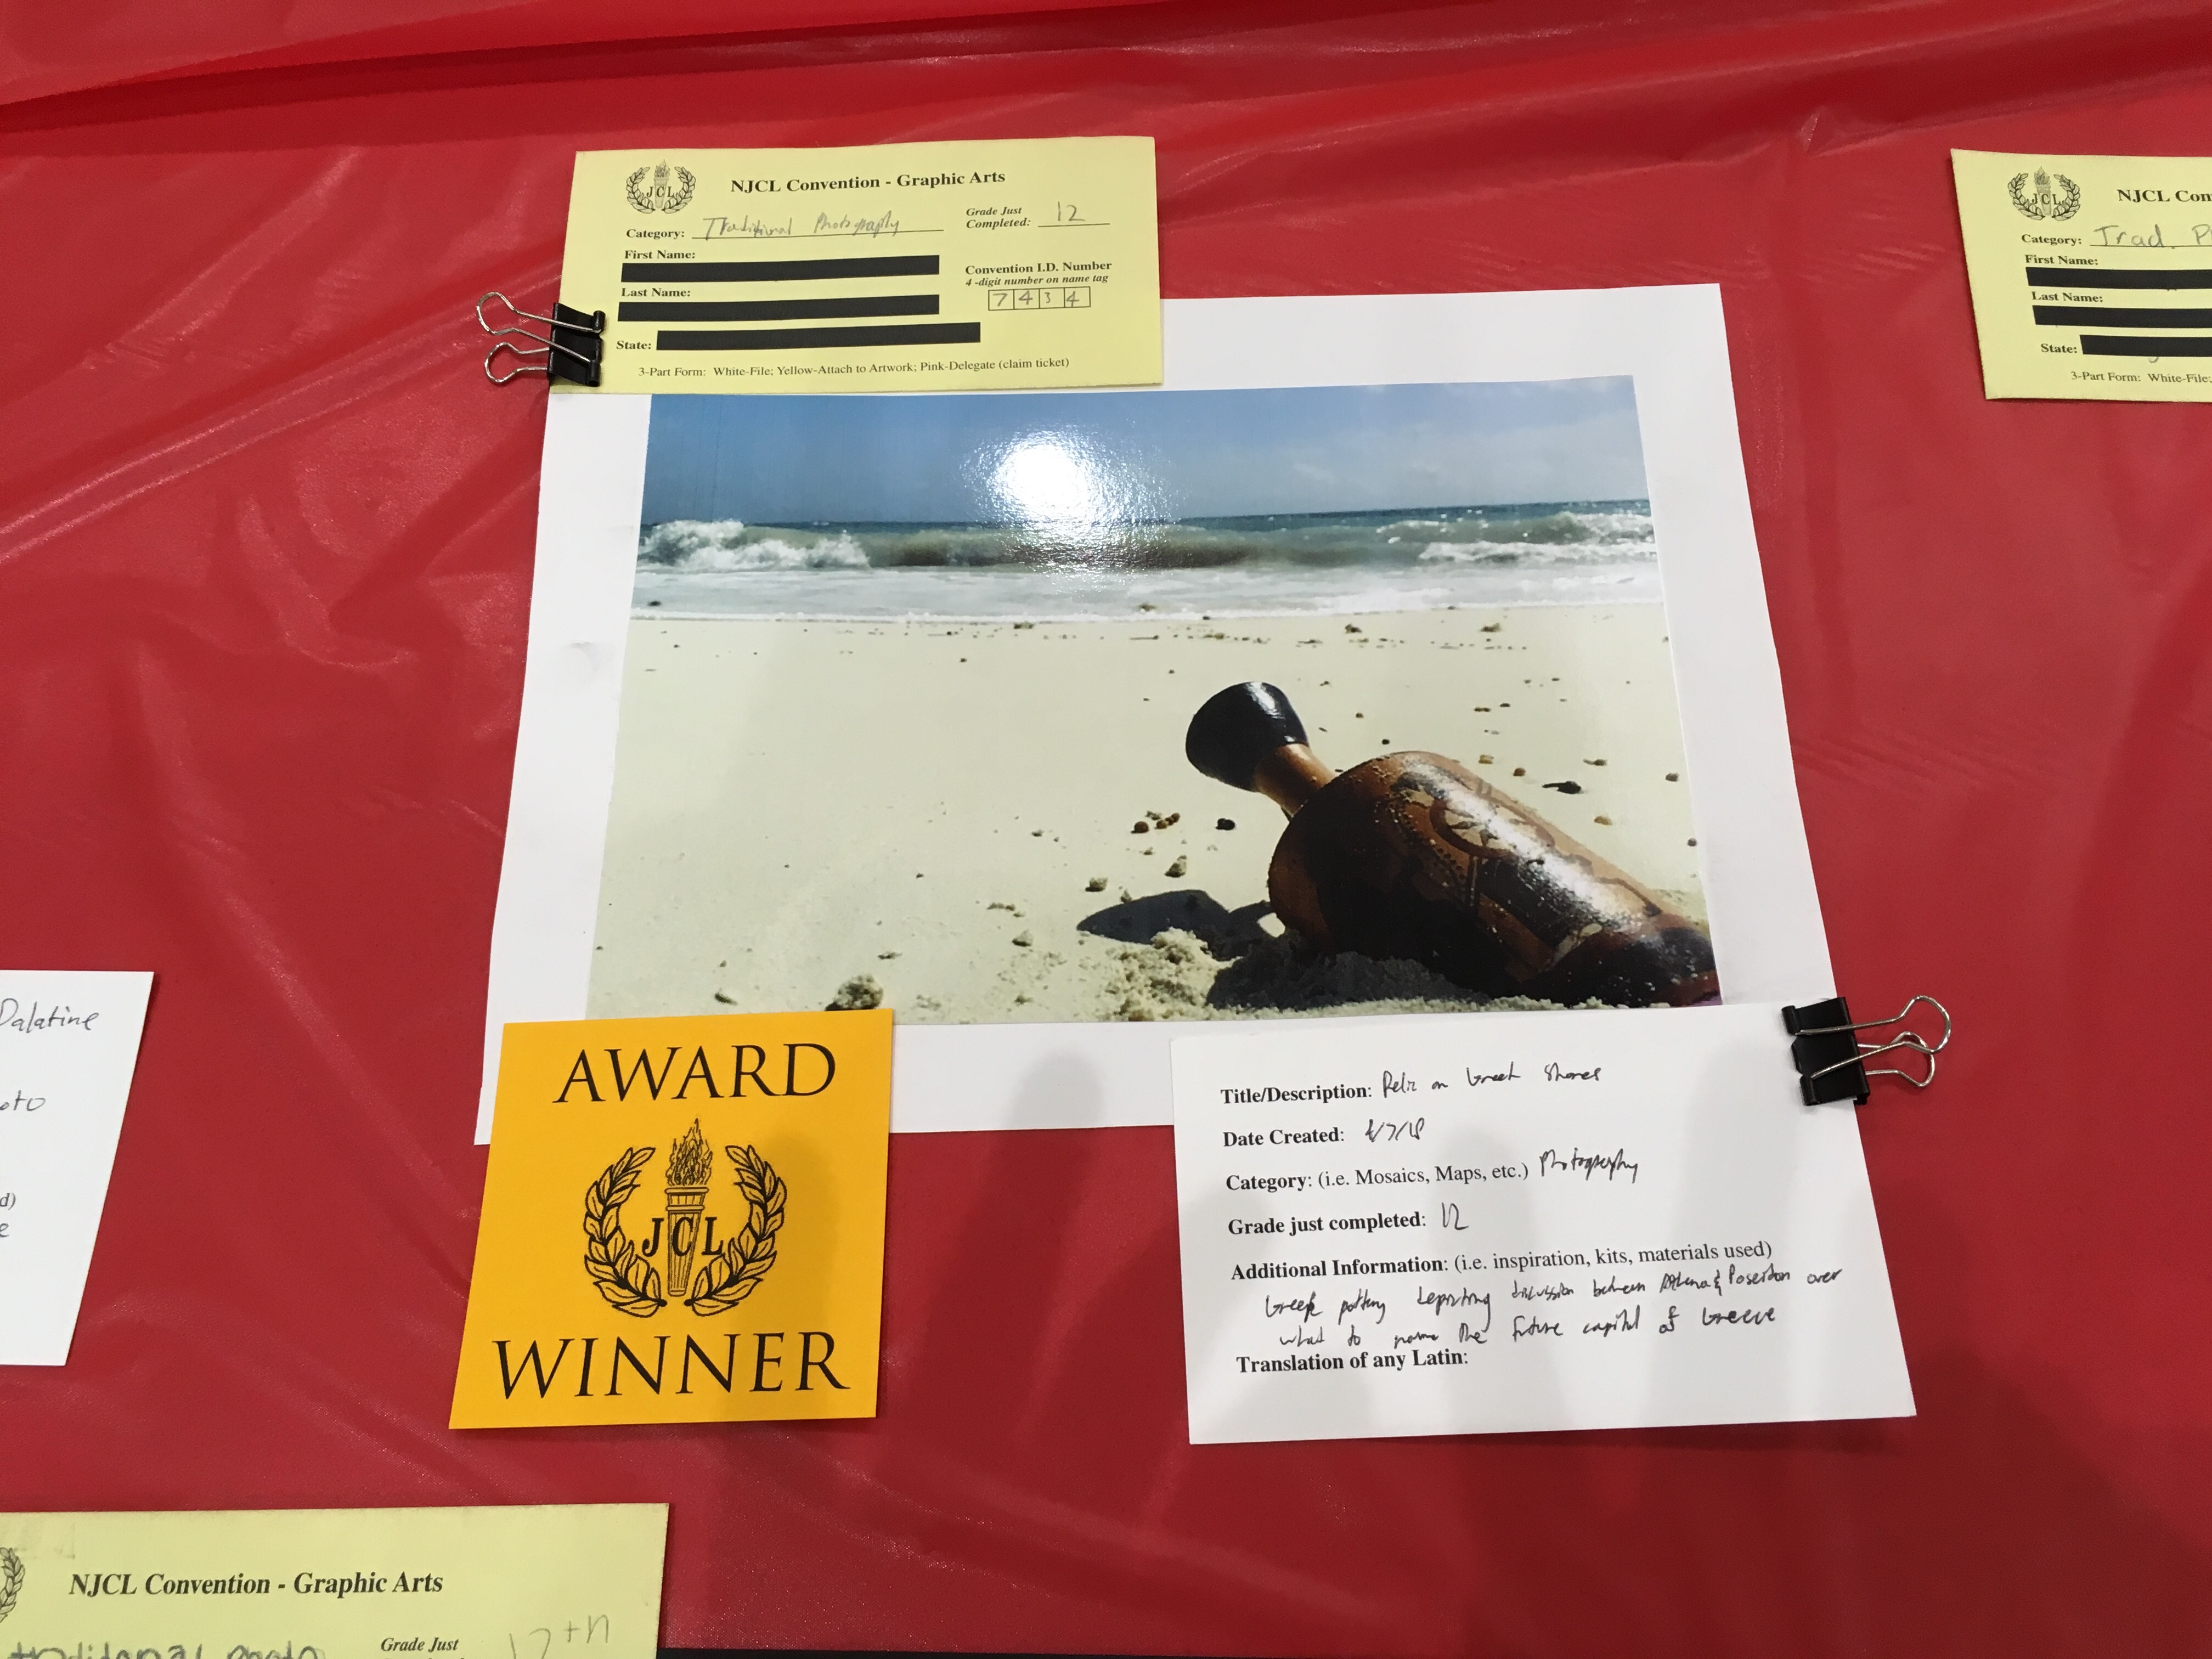 JCL
NJCL Convention - Graphic Arts
Category: Traditional Photography
Grade Just
Completed: 12
First Name:
Last Name:
Convention I.D. Number
4-digit number on name tag
7434
State:
3-Part Form: White-File; Yellow-Attach to Artwork; Pink-Delegate (claim ticket)
JCL
NJCL Con
Category: Trad. P
First Name:
Last Name:
State:
3-Part Form: White-File;
Palatine
oto
d)
e
AWARD
JCL
WINNER
Title/Description: Relic on Greek Shores
Date Created: 4/7/18
Category: (i.e. Mosaics, Maps, etc.) Photography
Grade just completed: 12
Additional Information: (i.e. inspiration, kits, materials used)
Greek pottery depicting discussion between Athena & Poseidon over
what to name the future capital of Greece
Translation of any Latin:
NJCL Convention - Graphic Arts
traditional photo
Grade Just
12th